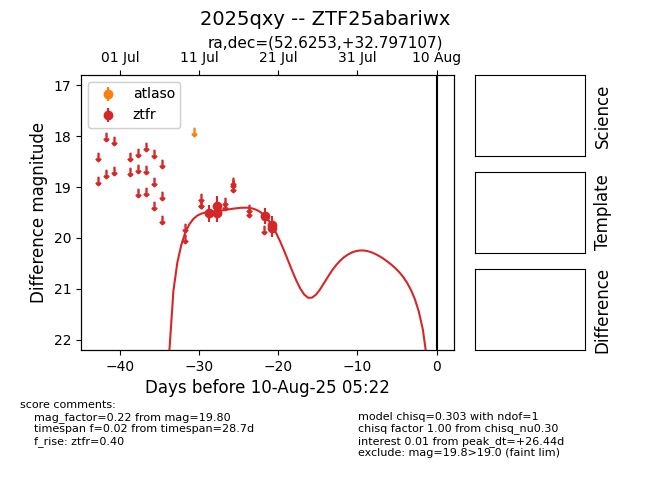 2025qxy -- ZTF25abariwx
ra,dec=(52.6253,+32.797107)
01 Jul 11 Jul 21 Jul 31 Jul 10 Aug
atlaso
ztfr
17
18
19
20
21
22
Difference magnitude
−40 −30 −20 −10 0
Days before 10-Aug-25 05:22
Science
Template
Difference
score comments:
mag_factor=0.22 from mag=19.80
timespan f=0.02 from timespan=28.7d
f_rise: ztfr=0.40
model chisq=0.303 with ndof=1
chisq factor 1.00 from chisq_nu0.30
interest 0.01 from peak_dt=+26.44d
exclude: mag=19.8>19.0 (faint lim)